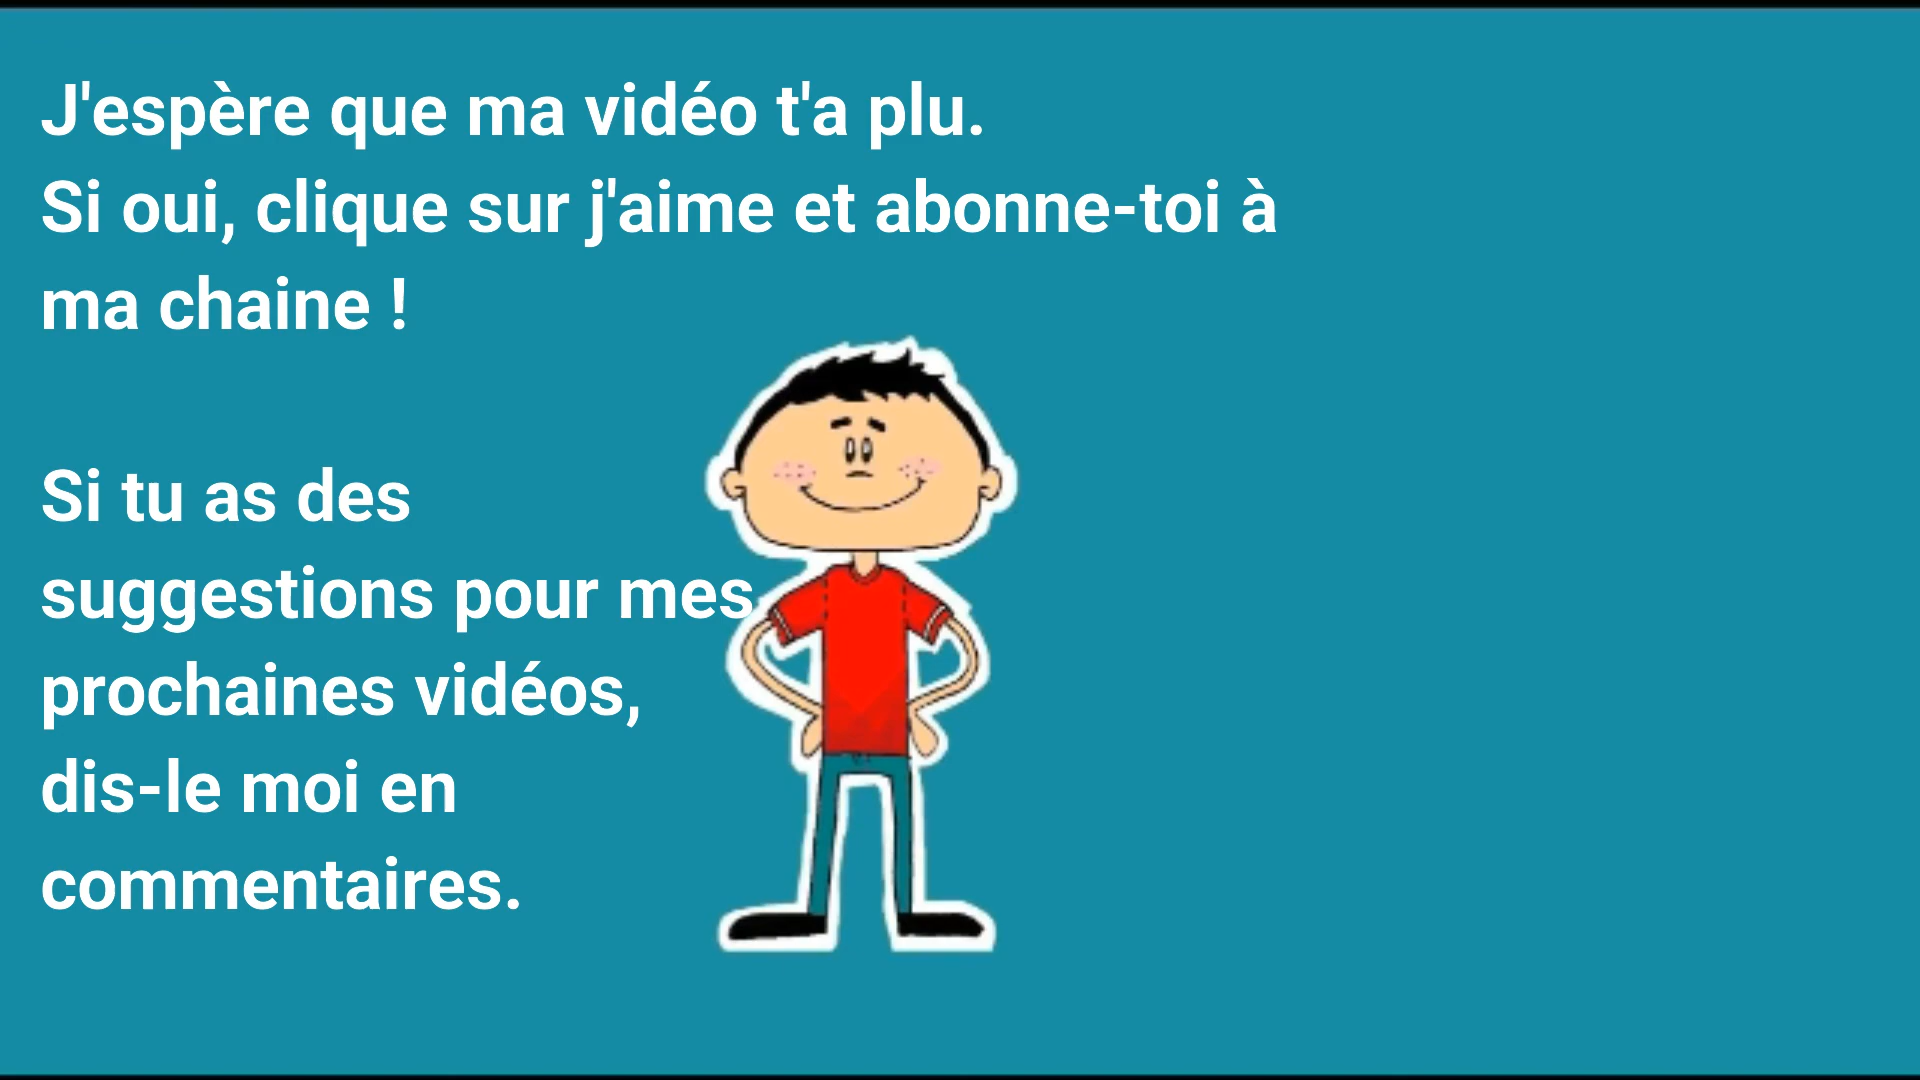 J'espère que ma vidéo t'a plu.
Si oui, clique sur j'aime et abonne-toi à
ma chaine !
Si tu as des
suggestions pour mes
prochaines vidéos,
dis-le moi en
commentaires.